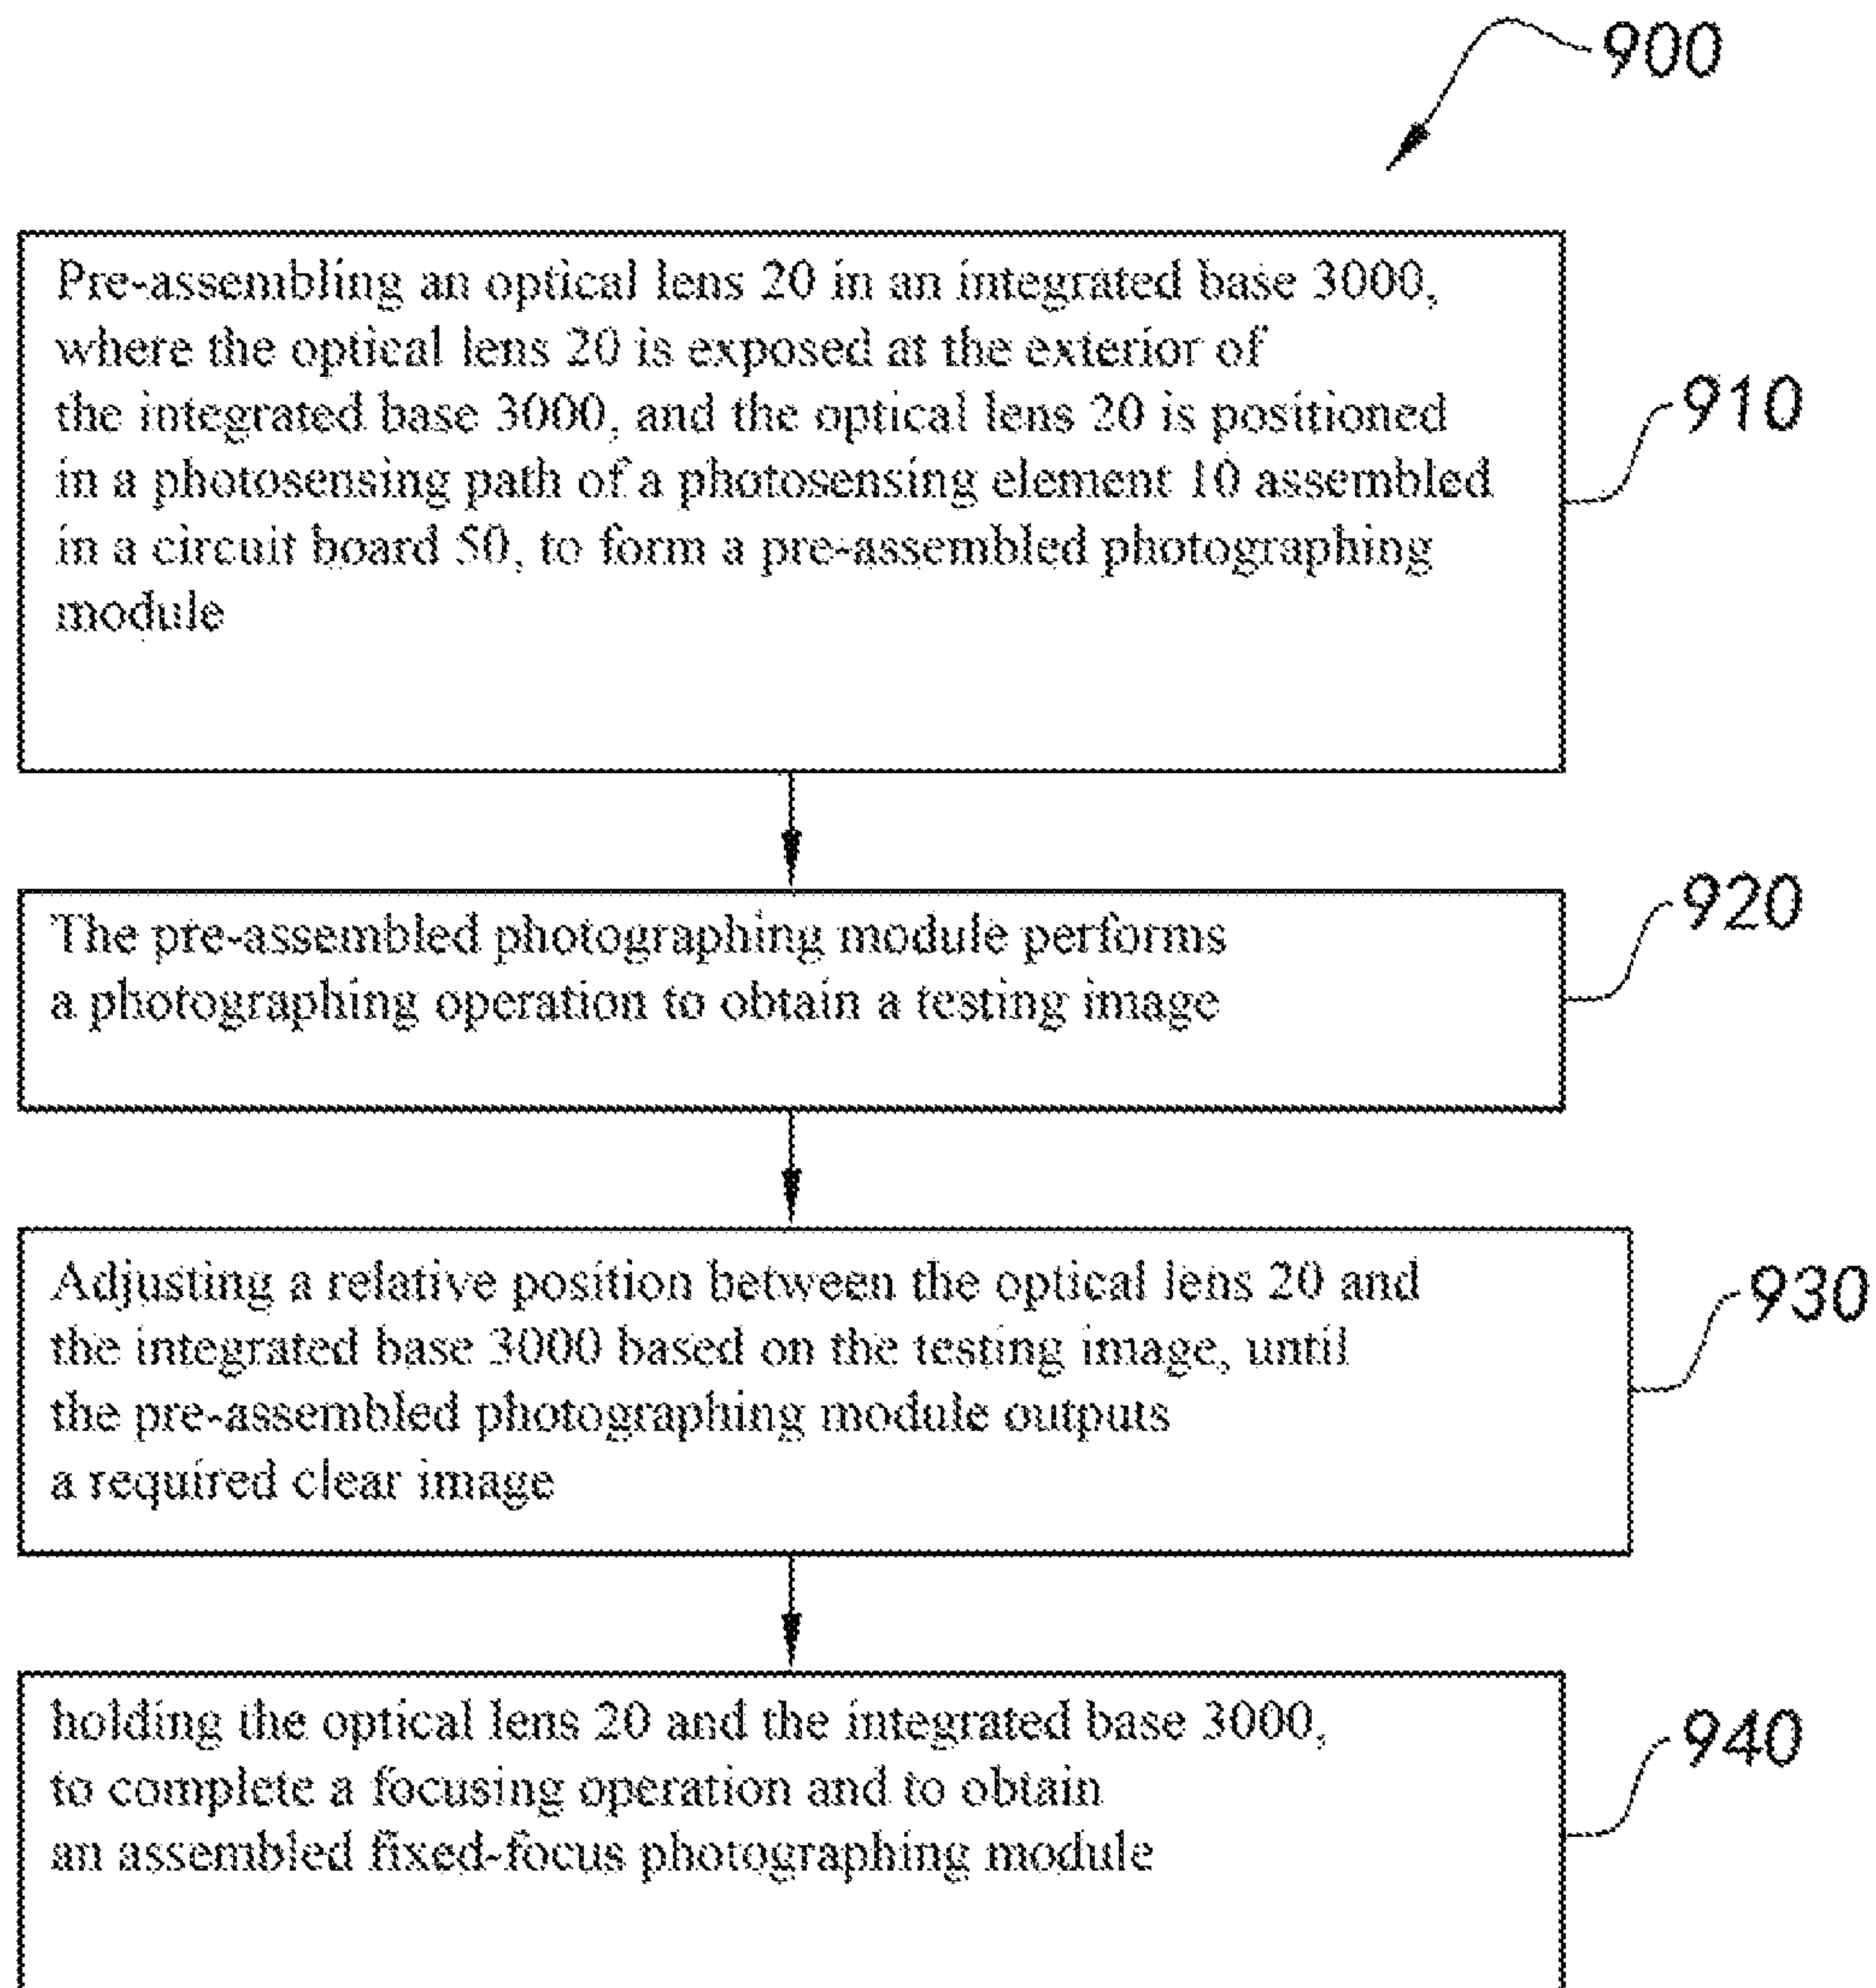 900
Pre-assembling an optical lens 20 in an integrated base 3000,
where the optical lens 20 is exposed at the exterior of
the integrated base 3000, and the optical lens 20 is positioned
in a photosensing path of a photosensing element 10 assembled
in a circuit board 50, to form a pre-assembled photographing
module
910
The pre-assembled photographing module performs
a photographing operation to obtain a testing image
920
Adjusting a relative position between the optical lens 20 and
the integrated base 3000 based on the testing image, until
the pre-assembled photographing module outputs
a required clear image
930
holding the optical lens 20 and the integrated base 3000,
to complete a focusing operation and to obtain
an assembled fixed-focus photographing module
940